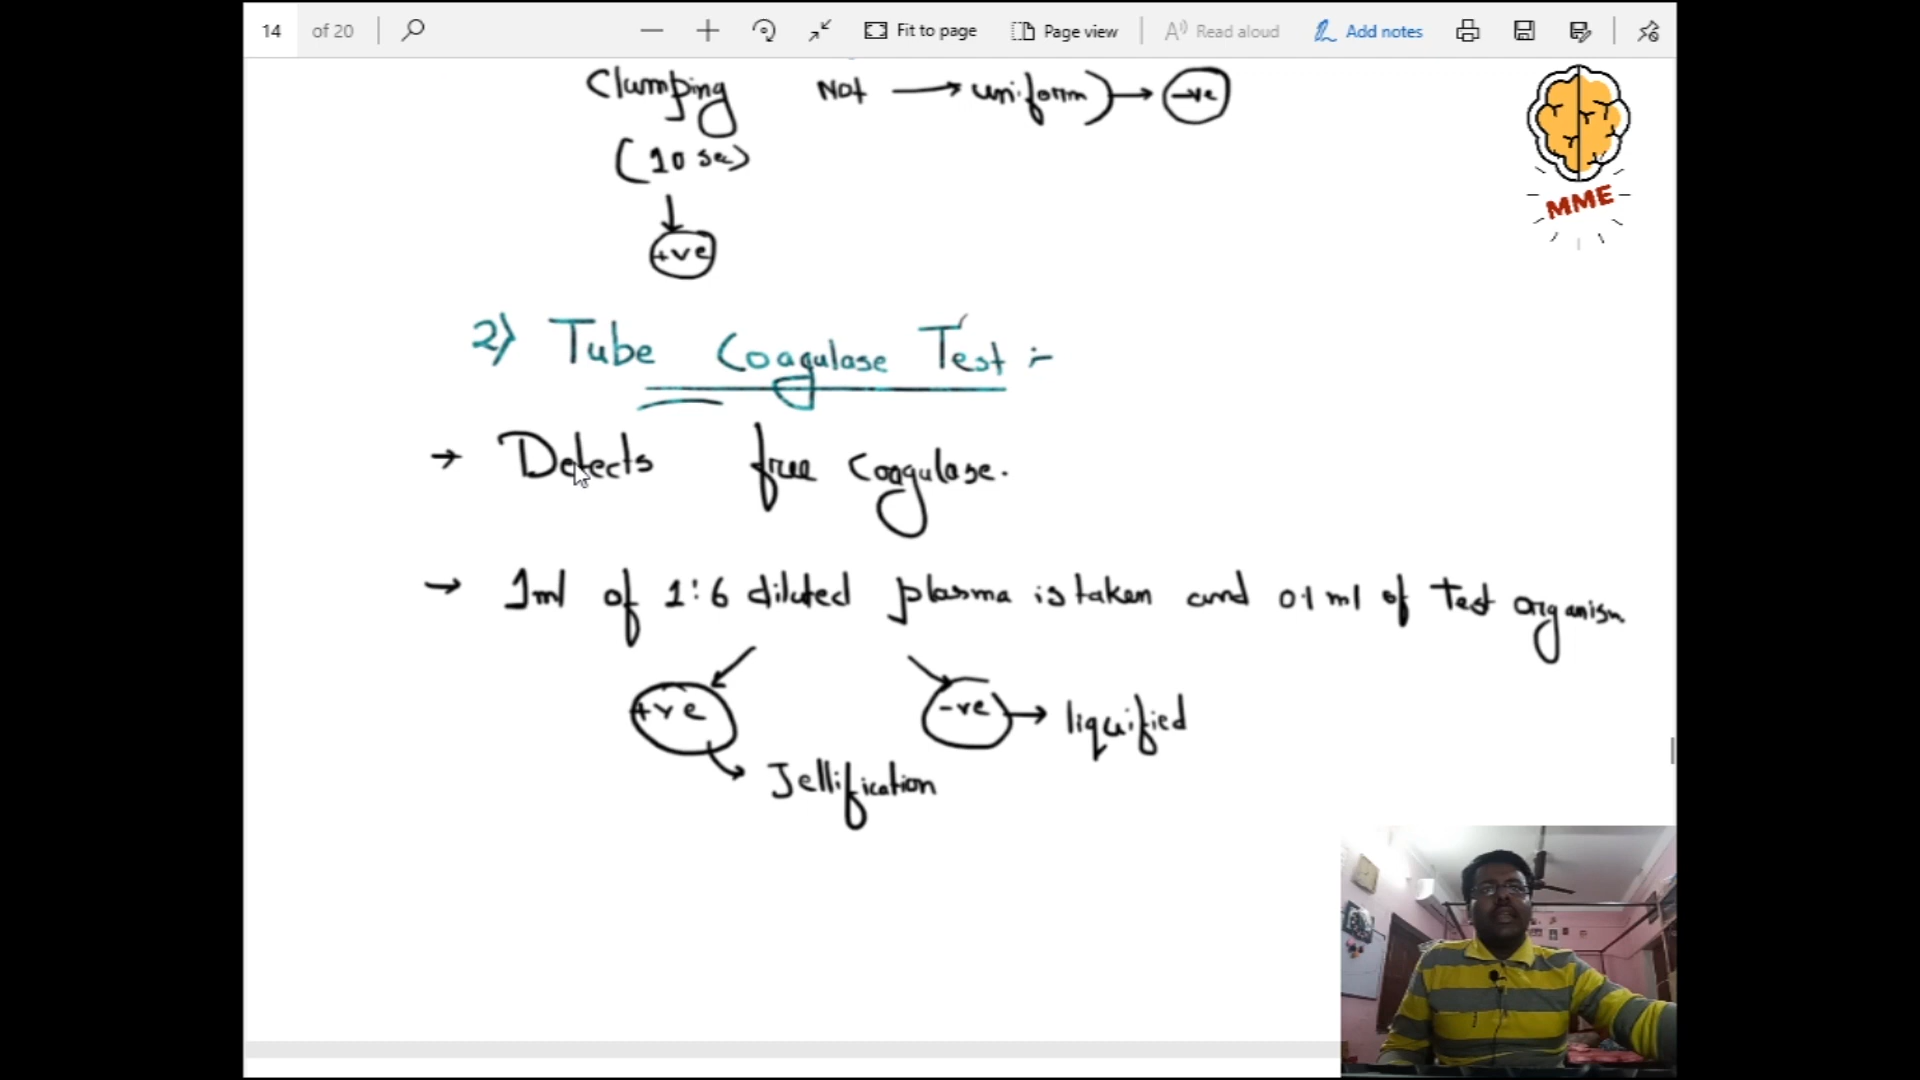 14 of 20 Fit to page Page view Read aloud Add notes
Clumping Not → uniform) → -ve
(10 sec)
+ve
MME
2) Tube Coagulase Test :-
→ Detects free coagulase.
→ 1ml of 1:6 diluted plasma is taken and 0.1 ml of Test organism
+ve -ve → liquified
Jellification